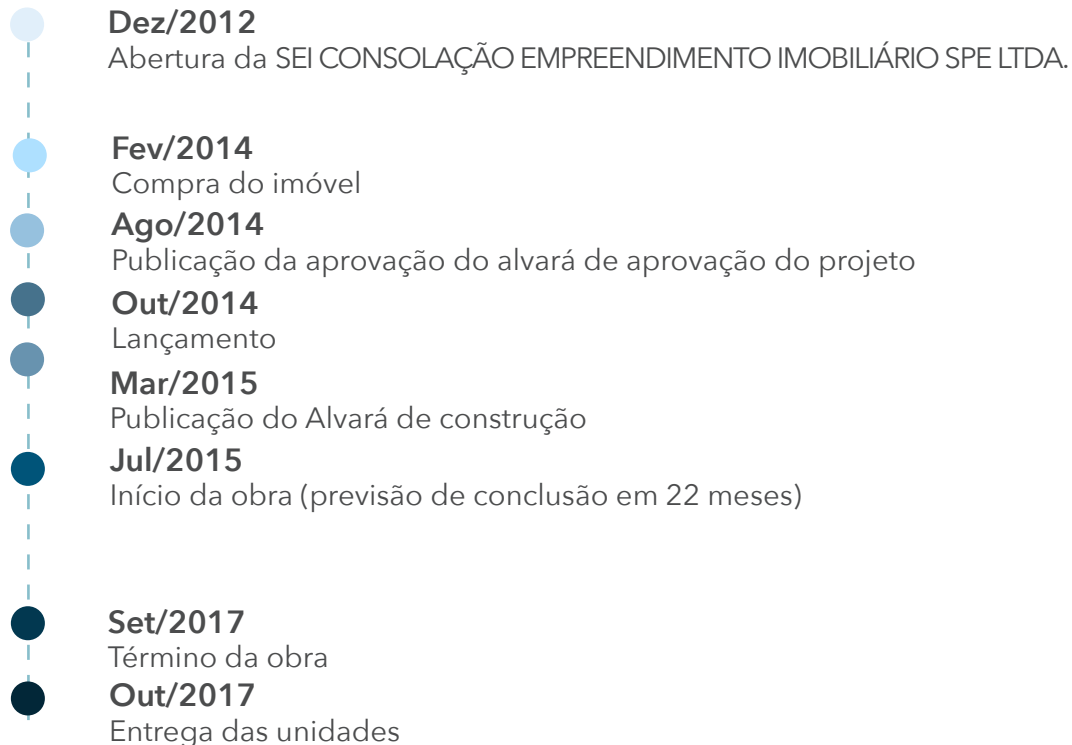 Dez/2012
Abertura da SEI CONSOLAÇÃO EMPREENDIMENTO IMOBILIÁRIO SPE LTDA.
Fev/2014
Compra do imóvel
Ago/2014
Publicação da aprovação do alvará de aprovação do projeto
Out/2014
Lançamento
Mar/2015
Publicação do Alvará de construção
Jul/2015
Início da obra (previsão de conclusão em 22 meses)
Set/2017
Término da obra
Out/2017
Entrega das unidades